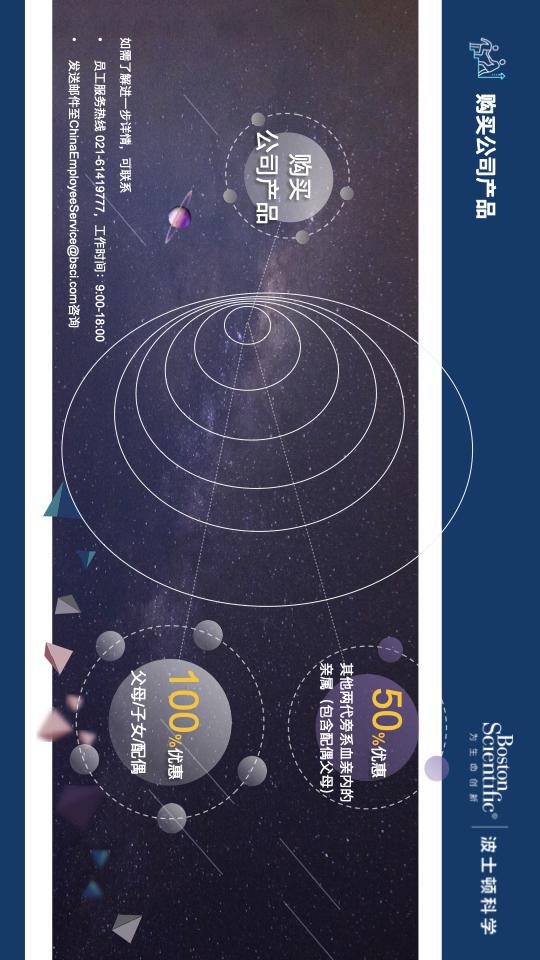 购买公司产品
Boston
Scientific®
为生命创新
波士顿科学
购买
公司产品
50%优惠
其他两代旁系血亲内的
亲属（包含配偶父母)
100%优惠
父母/子女/配偶
如需了解进一步详情，可联系
• 员工服务热线 021-61419777，工作时间：9:00-18:00
• 发送邮件至ChinaEmployeeService@bsci.com咨询